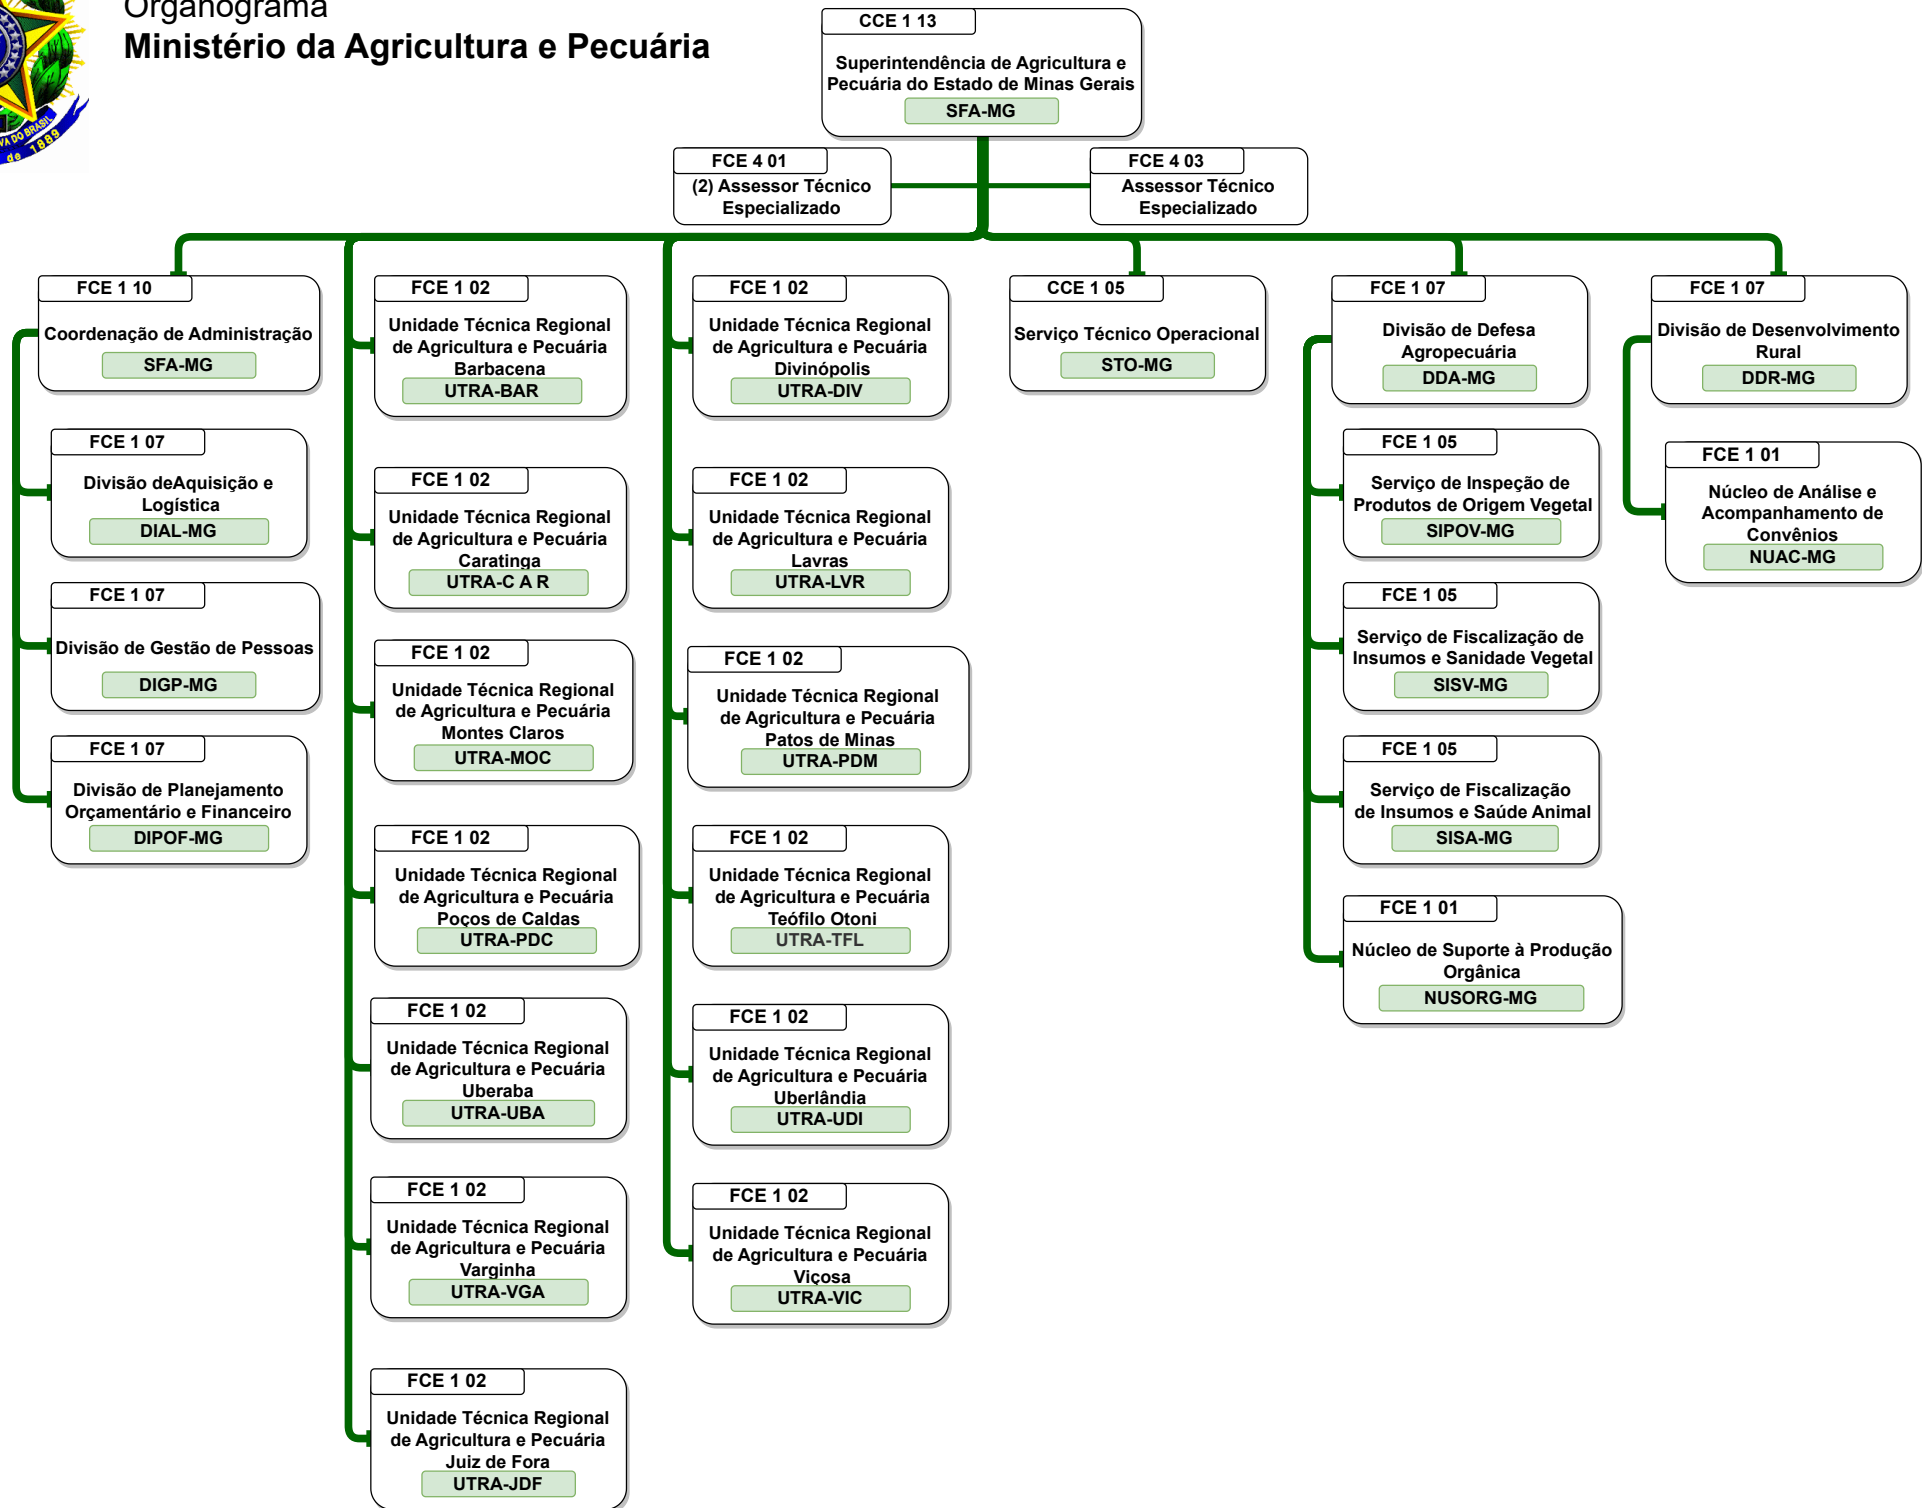 Organograma
Ministério da Agricultura e Pecuária
DO BRASIL
de 1889
CCE 1 13
Superintendência de Agricultura e
Pecuária do Estado de Minas Gerais
SFA-MG
FCE 4 01
(2) Assessor Técnico
Especializado
FCE 4 03
Assessor Técnico
Especializado
FCE 1 10
Coordenação de Administração
SFA-MG
FCE 1 07
Divisão deAquisição e
Logística
DIAL-MG
FCE 1 07
Divisão de Gestão de Pessoas
DIGP-MG
FCE 1 07
Divisão de Planejamento
Orçamentário e Financeiro
DIPOF-MG
FCE 1 02
Unidade Técnica Regional
de Agricultura e Pecuária
Barbacena
UTRA-BAR
FCE 1 02
Unidade Técnica Regional
de Agricultura e Pecuária
Caratinga
UTRA-C A R
FCE 1 02
Unidade Técnica Regional
de Agricultura e Pecuária
Montes Claros
UTRA-MOC
FCE 1 02
Unidade Técnica Regional
de Agricultura e Pecuária
Poços de Caldas
UTRA-PDC
FCE 1 02
Unidade Técnica Regional
de Agricultura e Pecuária
Uberaba
UTRA-UBA
FCE 1 02
Unidade Técnica Regional
de Agricultura e Pecuária
Varginha
UTRA-VGA
FCE 1 02
Unidade Técnica Regional
de Agricultura e Pecuária
Juiz de Fora
UTRA-JDF
FCE 1 02
Unidade Técnica Regional
de Agricultura e Pecuária
Divinópolis
UTRA-DIV
FCE 1 02
Unidade Técnica Regional
de Agricultura e Pecuária
Lavras
UTRA-LVR
FCE 1 02
Unidade Técnica Regional
de Agricultura e Pecuária
Patos de Minas
UTRA-PDM
FCE 1 02
Unidade Técnica Regional
de Agricultura e Pecuária
Teófilo Otoni
UTRA-TFL
FCE 1 02
Unidade Técnica Regional
de Agricultura e Pecuária
Uberlândia
UTRA-UDI
FCE 1 02
Unidade Técnica Regional
de Agricultura e Pecuária
Viçosa
UTRA-VIC
CCE 1 05
Serviço Técnico Operacional
STO-MG
FCE 1 07
Divisão de Defesa
Agropecuária
DDA-MG
FCE 1 05
Serviço de Inspeção de
Produtos de Origem Vegetal
SIPOV-MG
FCE 1 05
Serviço de Fiscalização de
Insumos e Sanidade Vegetal
SISV-MG
FCE 1 05
Serviço de Fiscalização
de Insumos e Saúde Animal
SISA-MG
FCE 1 01
Núcleo de Suporte à Produção
Orgânica
NUSORG-MG
FCE 1 07
Divisão de Desenvolvimento
Rural
DDR-MG
FCE 1 01
Núcleo de Análise e
Acompanhamento de
Convênios
NUAC-MG